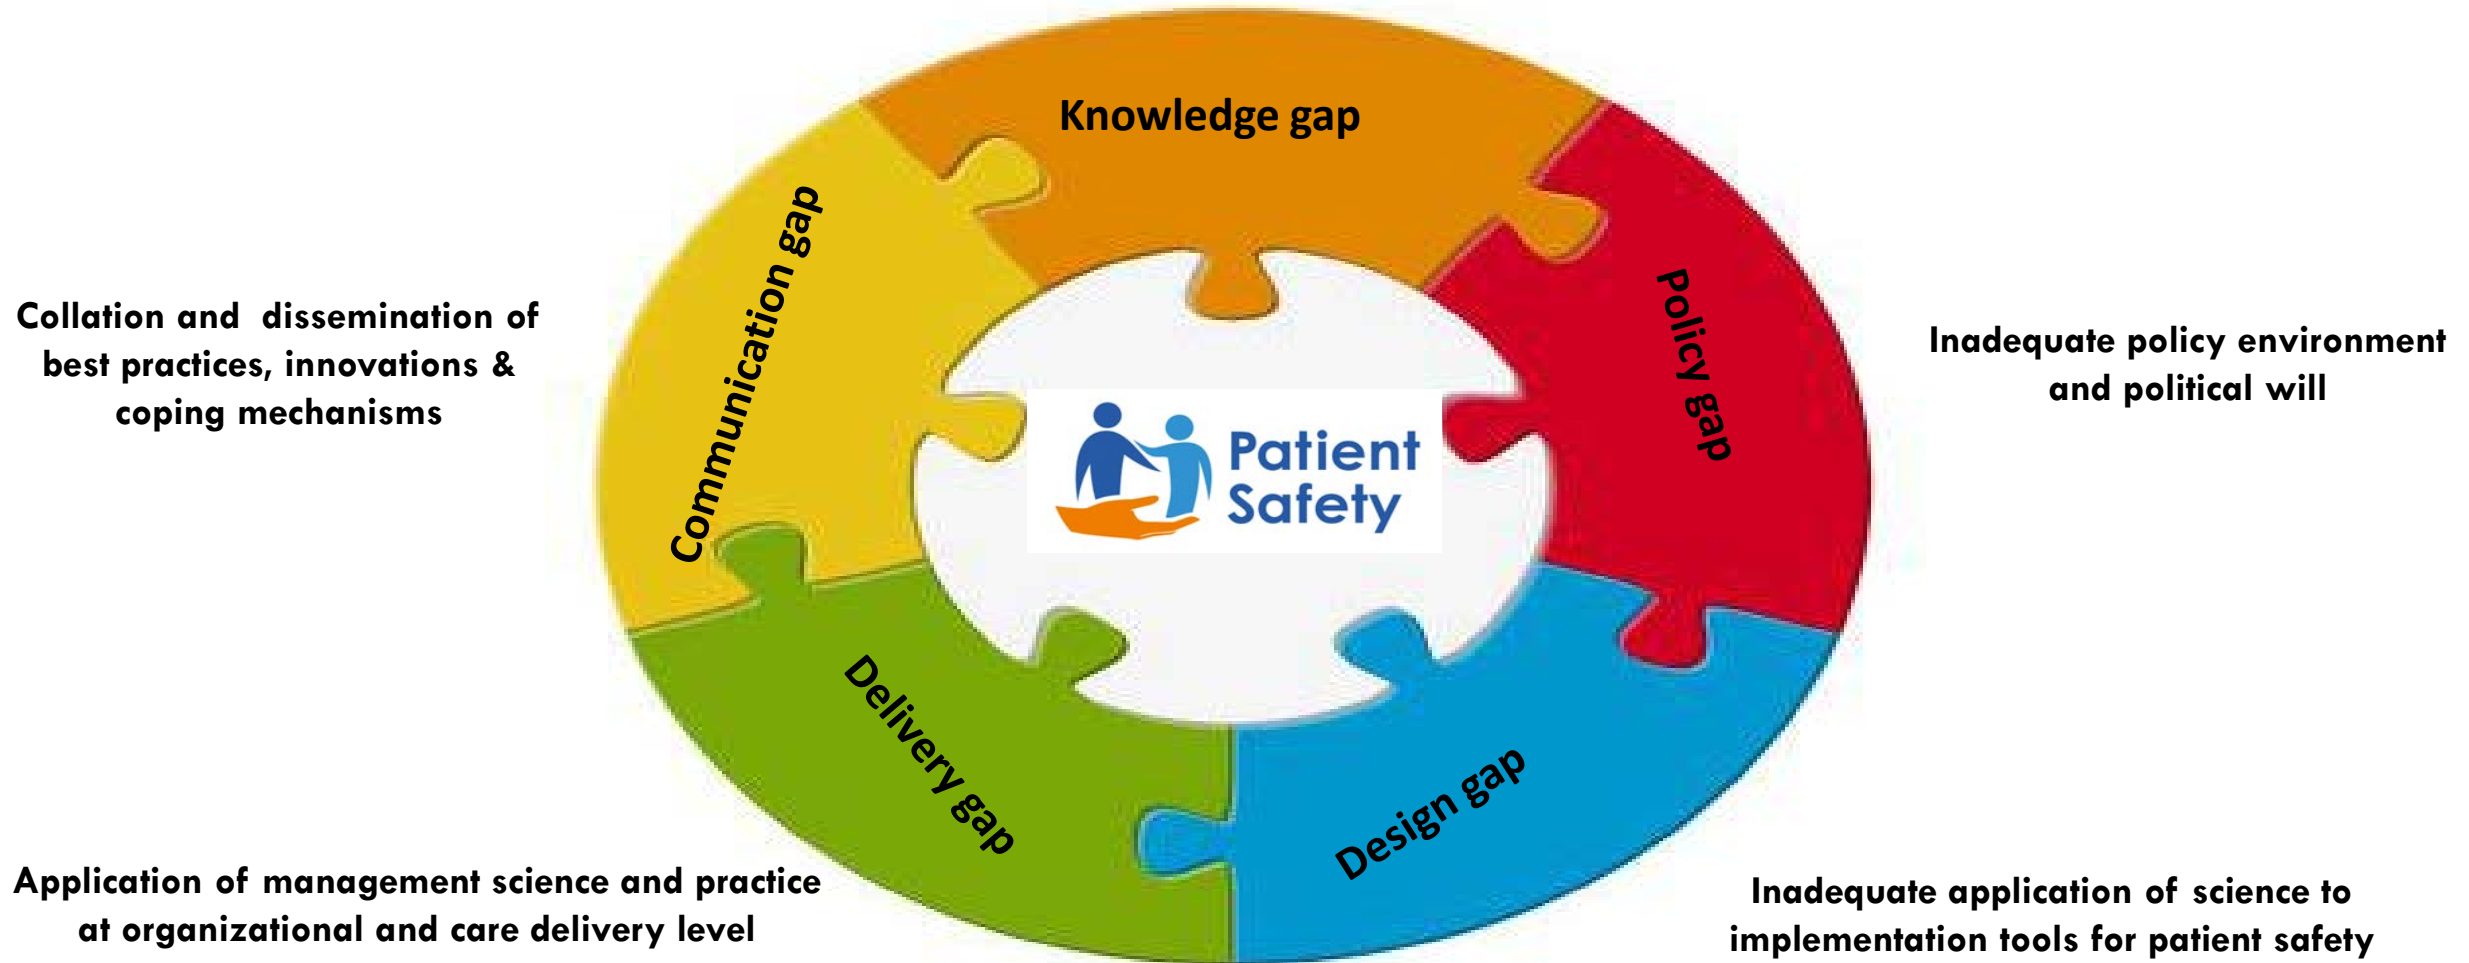 Knowledge gap
Communication gap
Policy gap
Collation and dissemination of
best practices, innovations &
coping mechanisms
Inadequate policy environment
and political will
Patient
Safety
Delivery gap
Design gap
Application of management science and practice
at organizational and care delivery level
Inadequate application of science to
implementation tools for patient safety